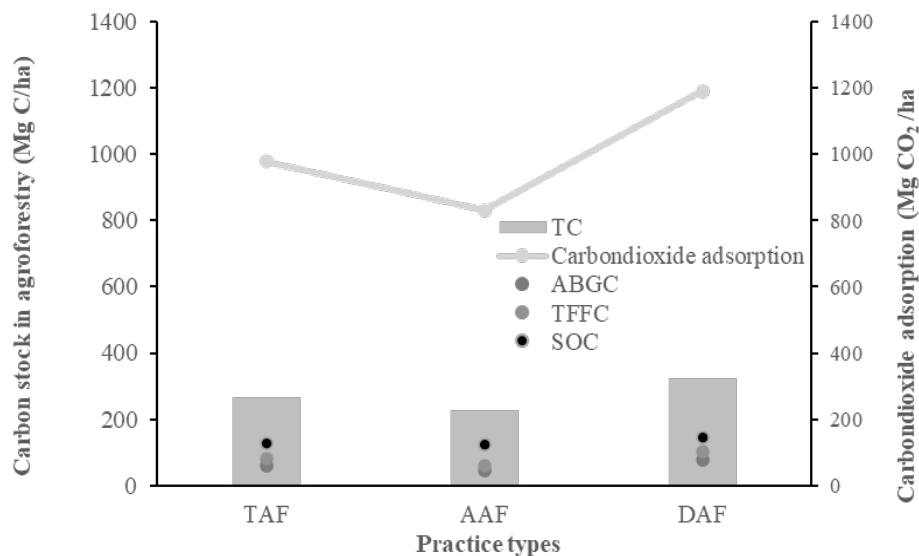 Carbon stock in agroforestry (Mg C/ha)
1400
1200
1000
800
600
400
200
0
TC
Carbondioxide adsorption
ABGC
TFFC
SOC
1400
1200
1000
800
600
400
200
0
Carbondioxide adsorption (Mg CO₂/ha
TAF AAF DAF
Practice types